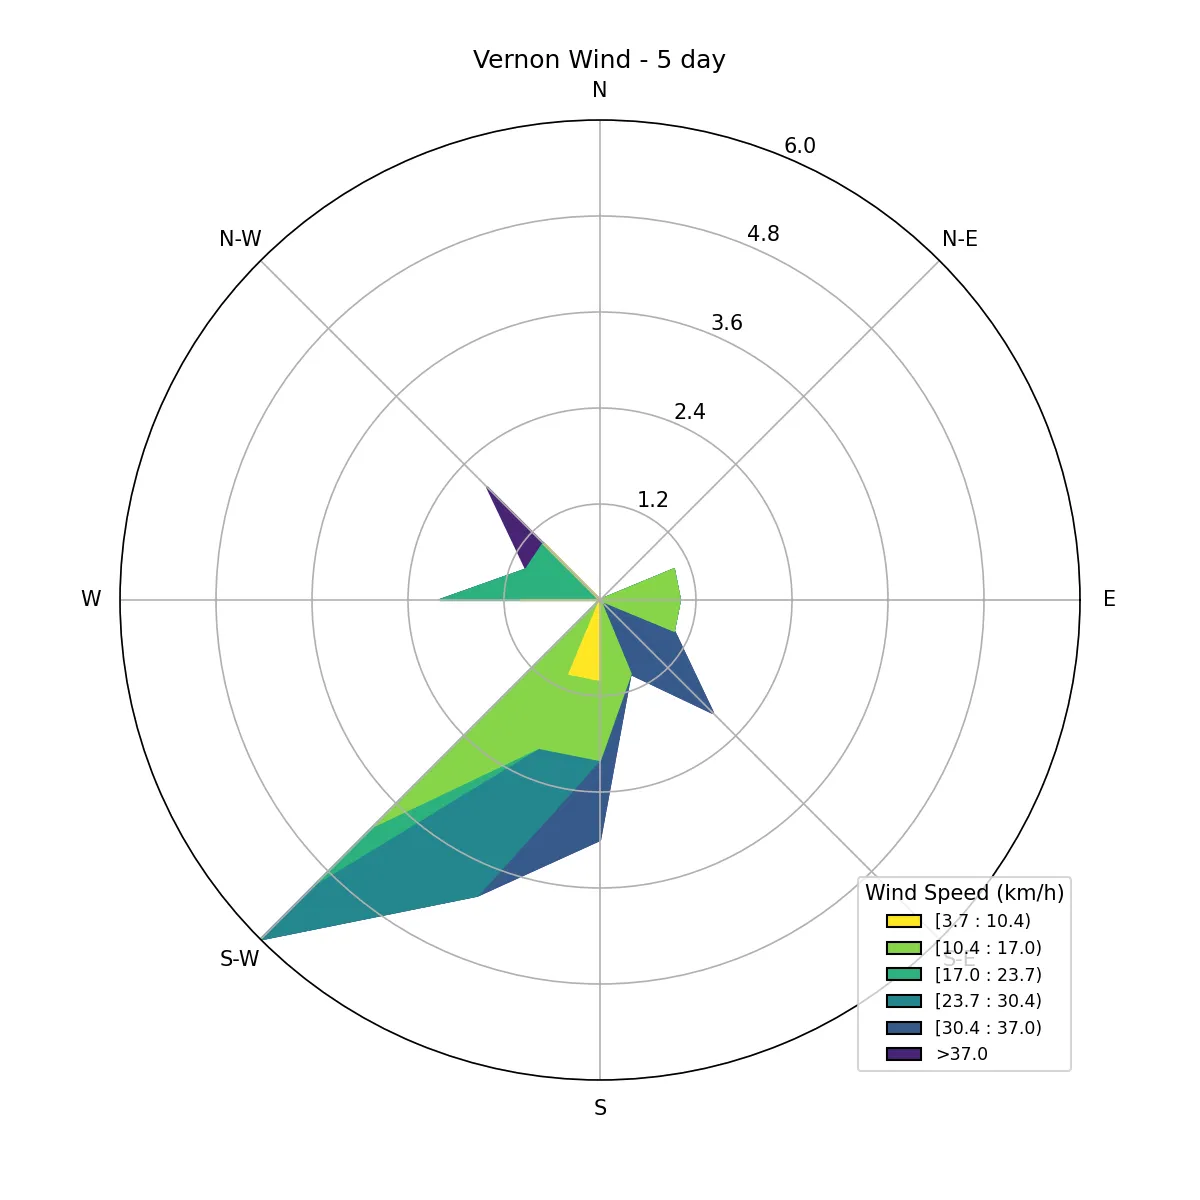 Vernon Wind - 5 day
N
6.0
4.8
N-W
N-E
3.6
2.4
1.2
W
E
S-W
S-E
Wind Speed (km/h)
[3.7 : 10.4)
[10.4 : 17.0)
[17.0 : 23.7)
[23.7 : 30.4)
[30.4 : 37.0)
>37.0
S